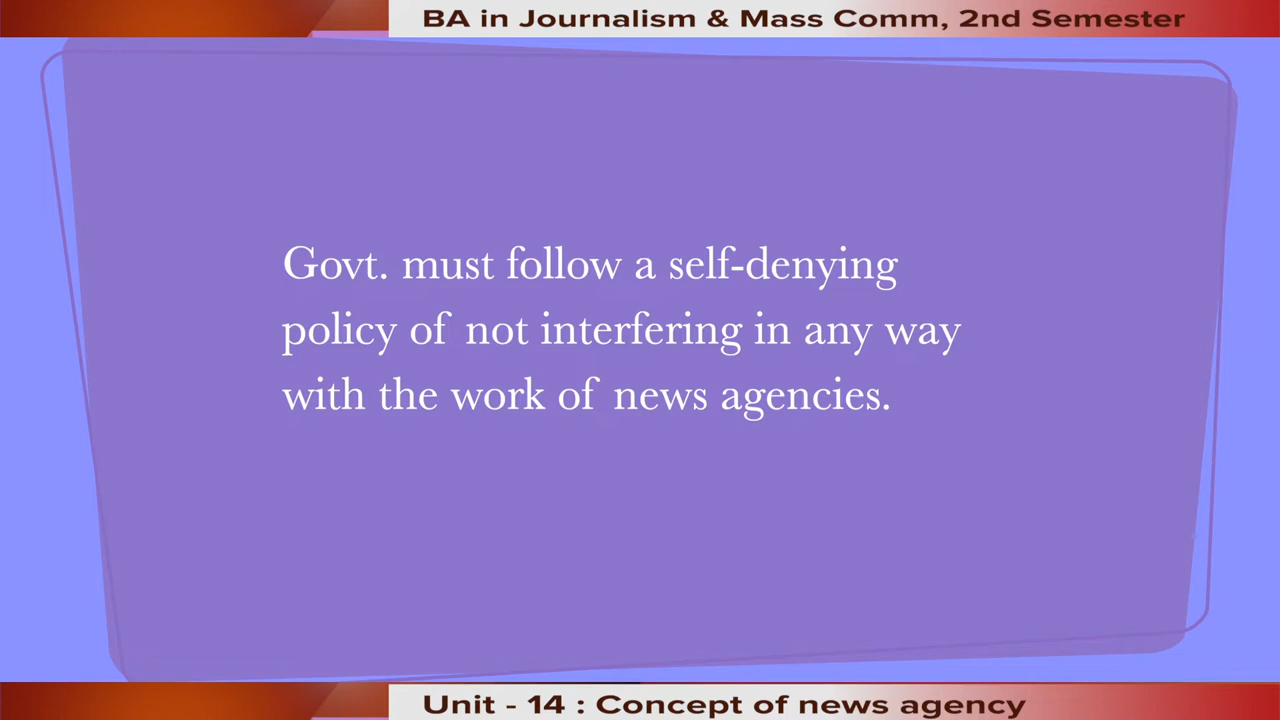 BA in Journalism & Mass Comm, 2nd Semester
Govt. must follow a self-denying
policy of not interfering in any way
with the work of news agencies.
Unit - 14 : Concept of news agency